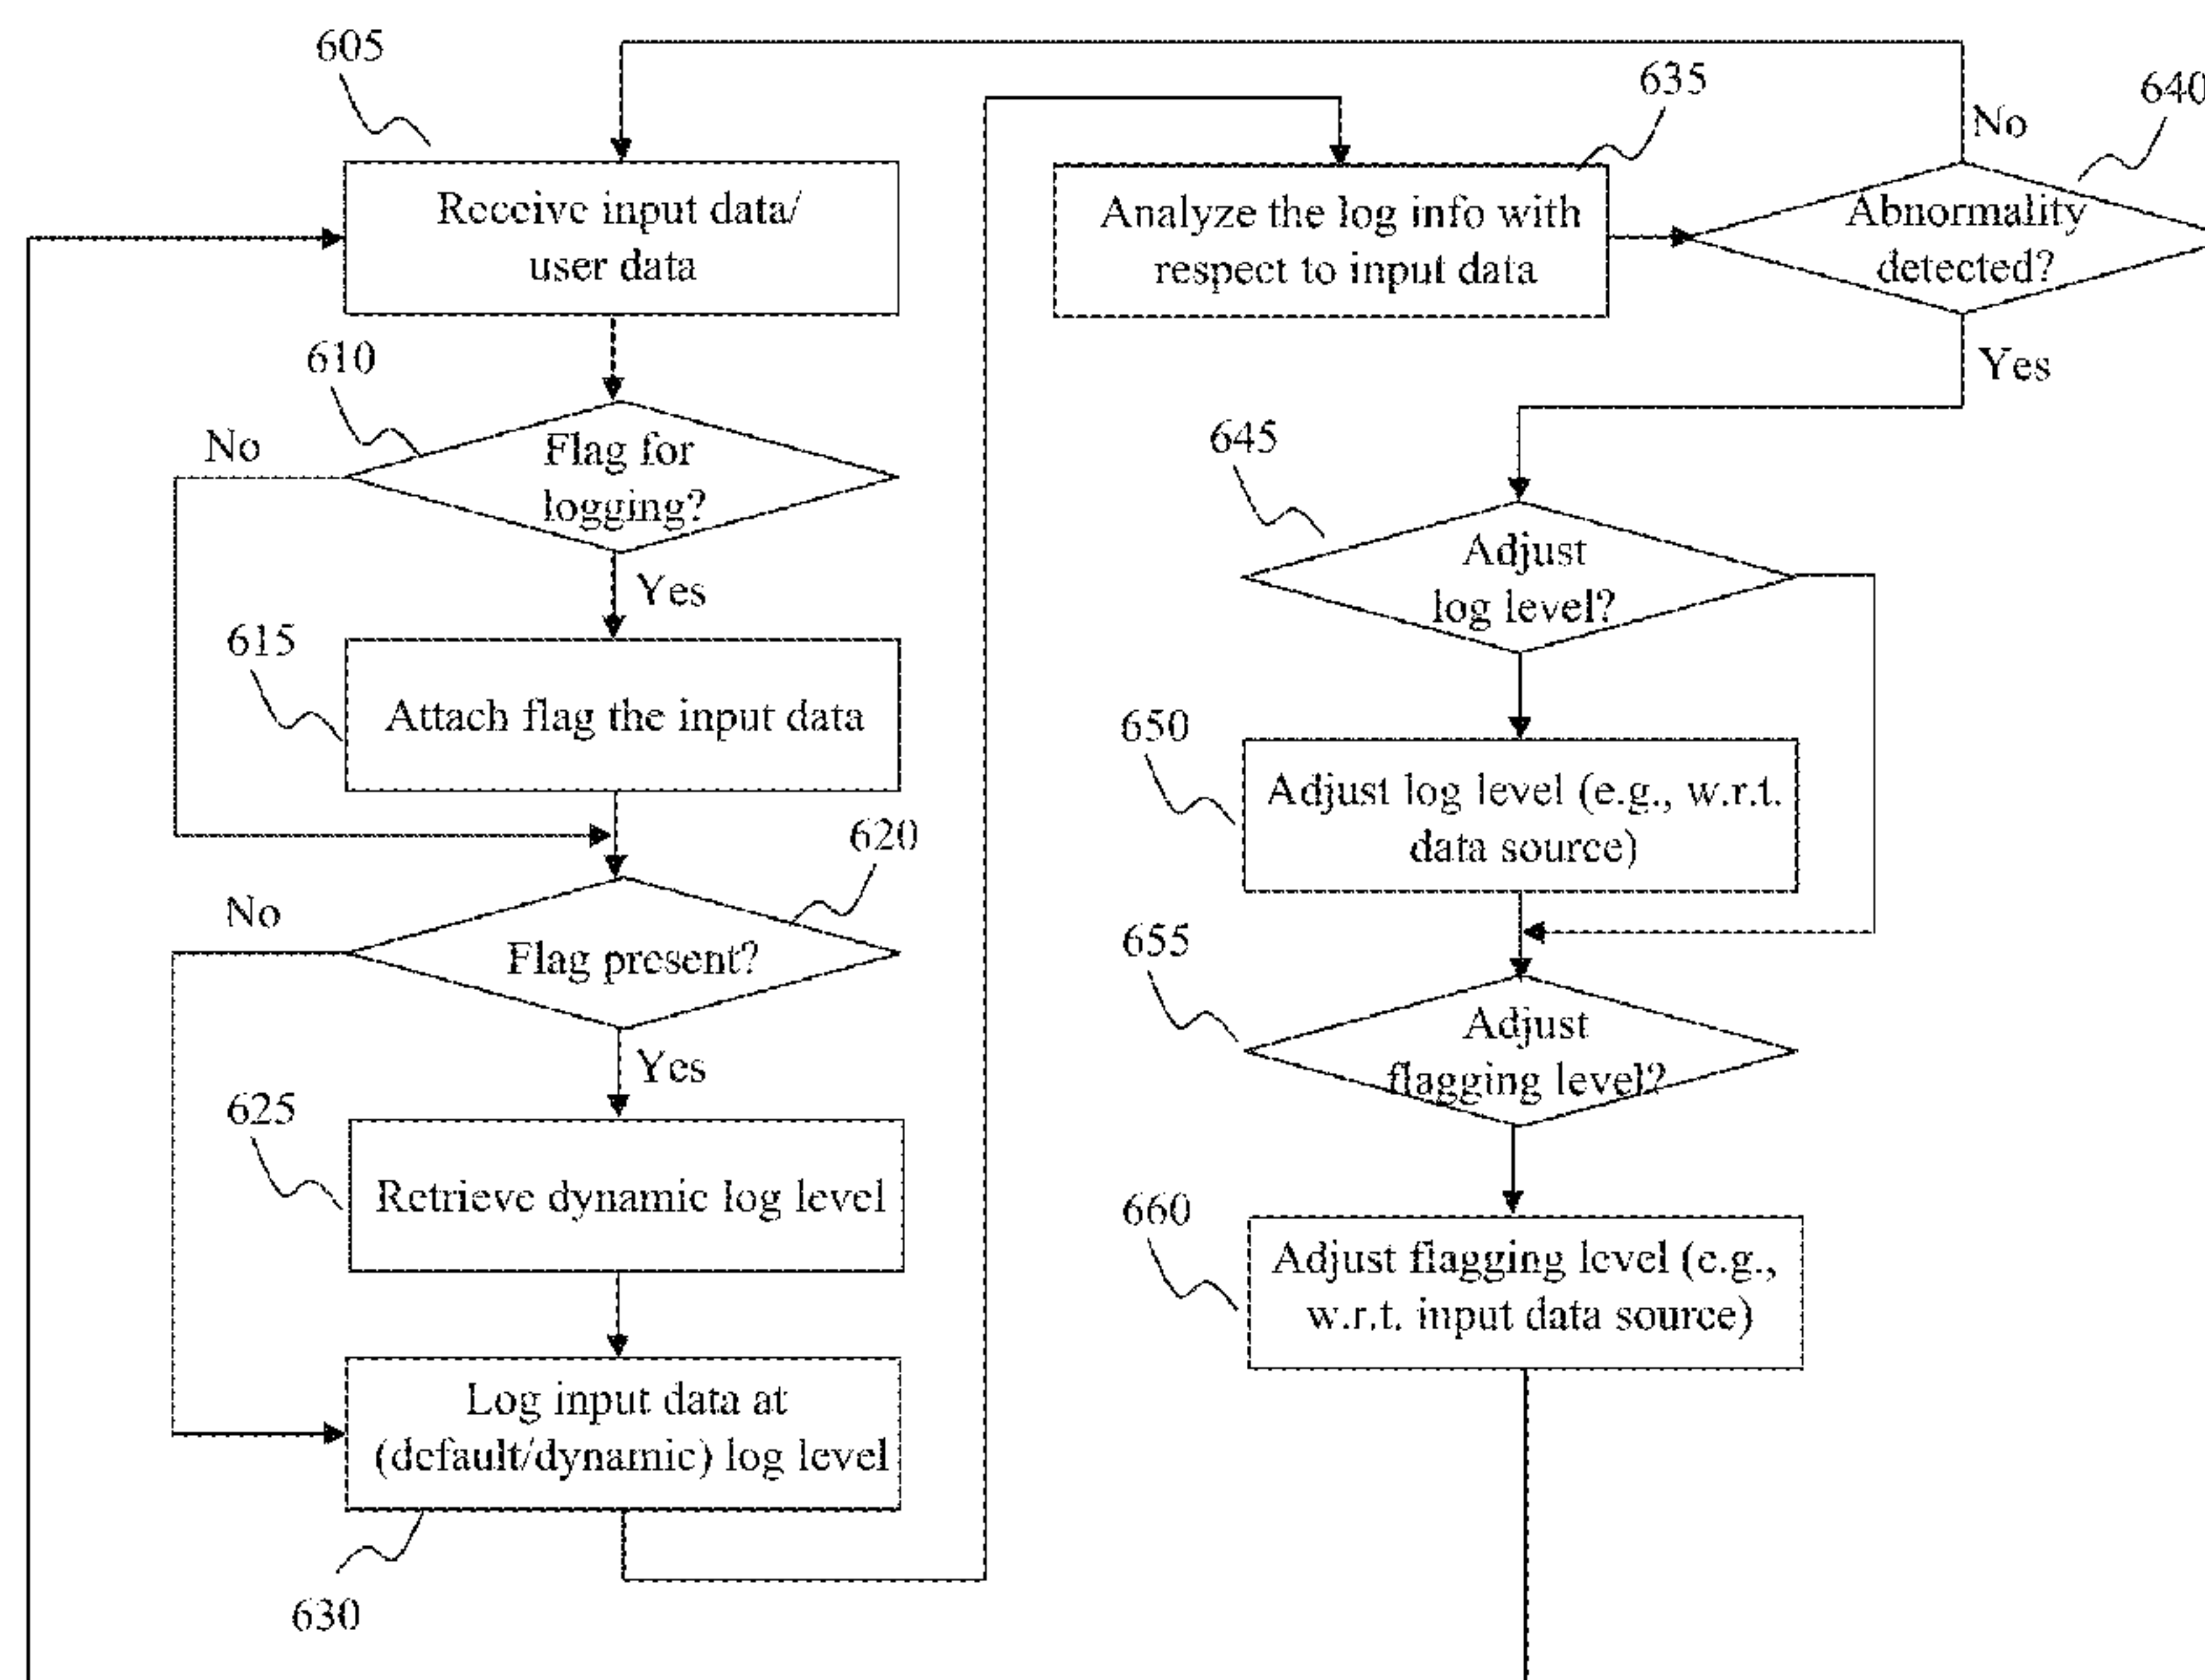 605
Receive input data/
user data
610
Flag for
logging?
No
Yes
615
Attach flag the input data
620
Flag present?
No
Yes
625
Retrieve dynamic log level
Log input data at
(default/dynamic) log level
630
635
Analyze the log info with
respect to input data
640
Abnormality
detected?
No
Yes
645
Adjust
log level?
650
Adjust log level (e.g., w.r.t.
data source)
655
Adjust
flagging level?
660
Adjust flagging level (e.g.,
w.r.t. input data source)